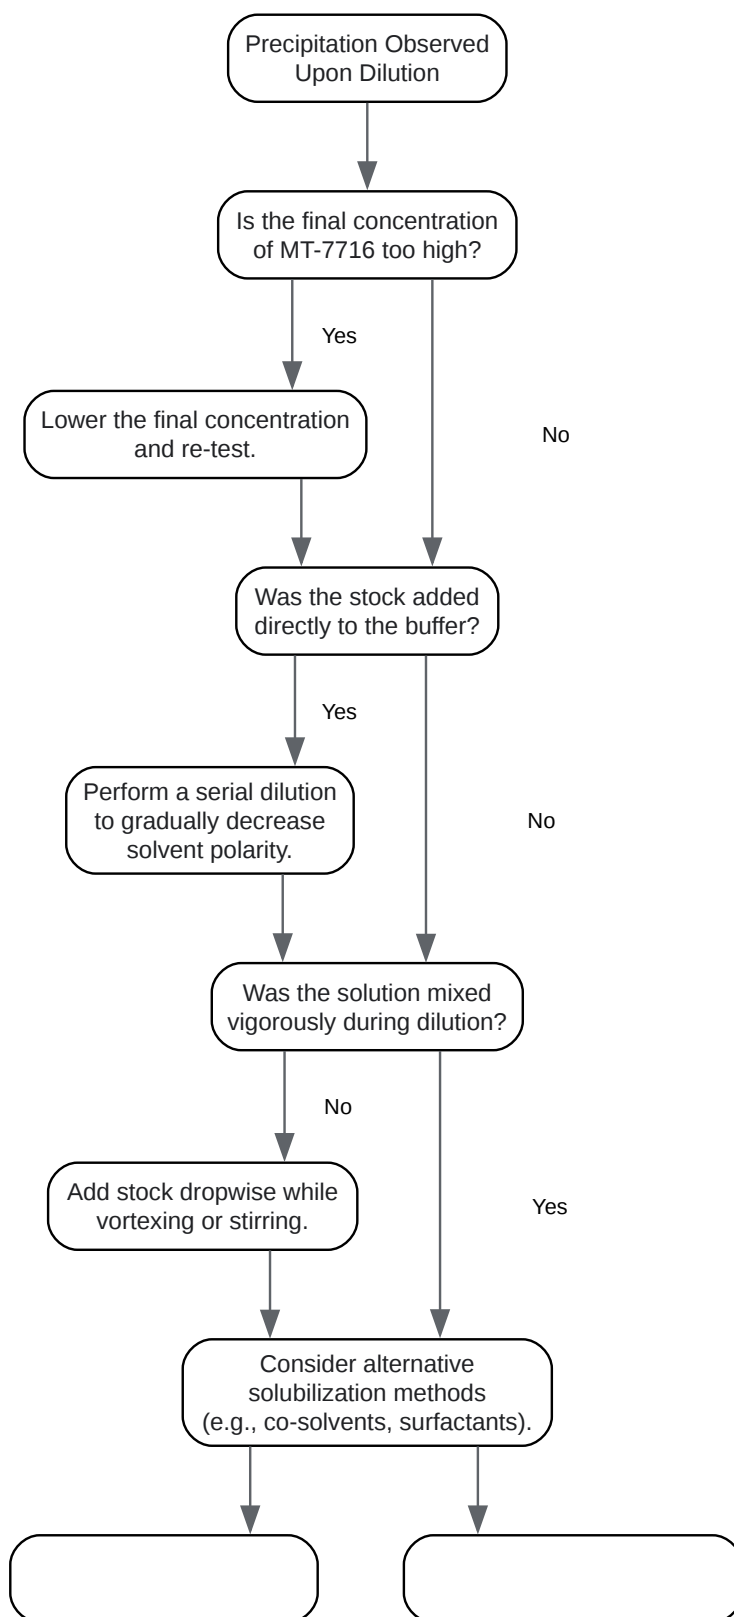 Precipitation Observed
Upon Dilution
Is the final concentration
of MT-7716 too high?
Yes
Lower the final concentration
and re-test.
No
Was the stock added
directly to the buffer?
Yes
Perform a serial dilution
to gradually decrease
solvent polarity.
No
Was the solution mixed
vigorously during dilution?
No
Add stock dropwise while
vortexing or stirring.
Yes
Consider alternative
solubilization methods
(e.g., co-solvents, surfactants).